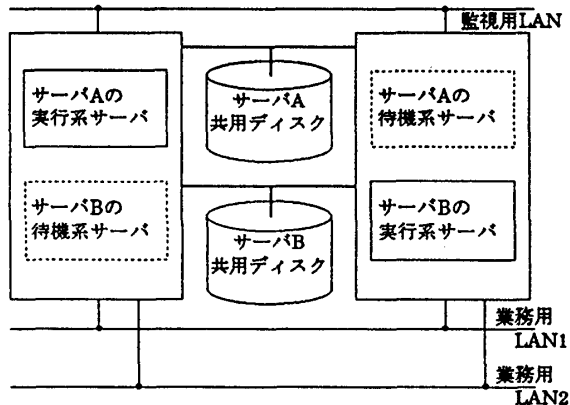 監視用LAN
サーバAの
実行系サーバ
サーバBの
待機系サーバ
サーバA
共用ディスク
サーバB
共用ディスク
サーバAの
待機系サーバ
サーバBの
実行系サーバ
業務用
LAN1
業務用
LAN2